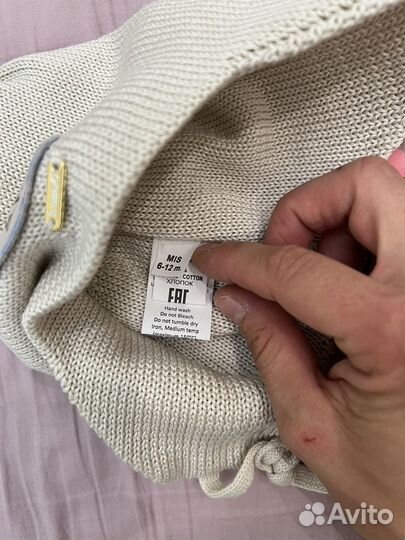 MIS
6-12 m.
COTTON
ХЛОПОК
EAC
Hand wash
Do not Bleach
Do not tumble dry
Iron, Medium temp
Avito